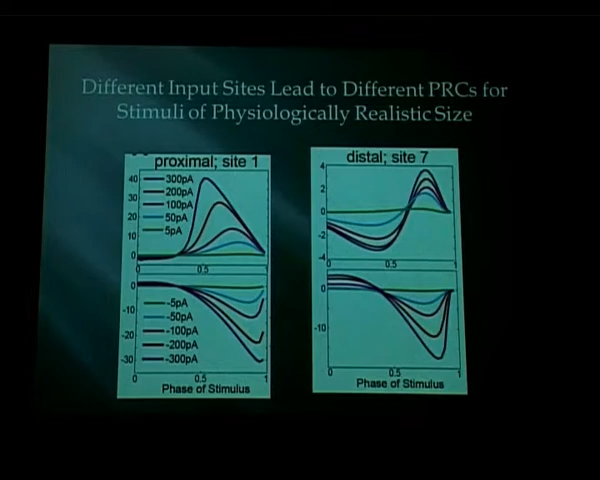 Different Input Sites Lead to Different PRCs for
Stimuli of Physiologically Realistic Size
proximal; site 1
40
30
20
10
0
300pA
200pA
100pA
50pA
5pA
0 0.5
0
-10
-20
-30
-5pA
-50pA
-100pA
-200pA
-300pA
0 0.5 1
Phase of Stimulus
distal; site 7
4
2
0
-2
-4
0.5
0
-10
0 0.5 1
Phase of Stimulus